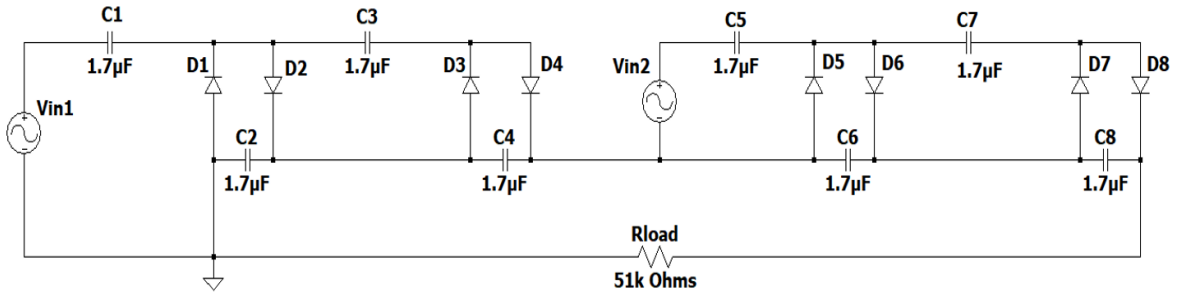 C1
1.7µF
C3
1.7µF
C5
1.7µF
C7
1.7µF
D1
D2
D3
D4
Vin2
D5
D6
D7
D8
Vin1
C2
1.7µF
C4
1.7µF
C6
1.7µF
C8
1.7µF
Rload
51k Ohms